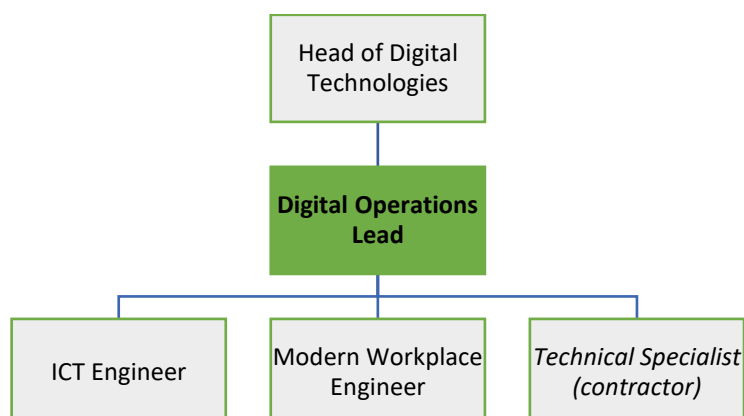 Head of Digital
Technologies
Digital Operations
Lead
ICT Engineer
Modern Workplace
Engineer
Technical Specialist
(contractor)